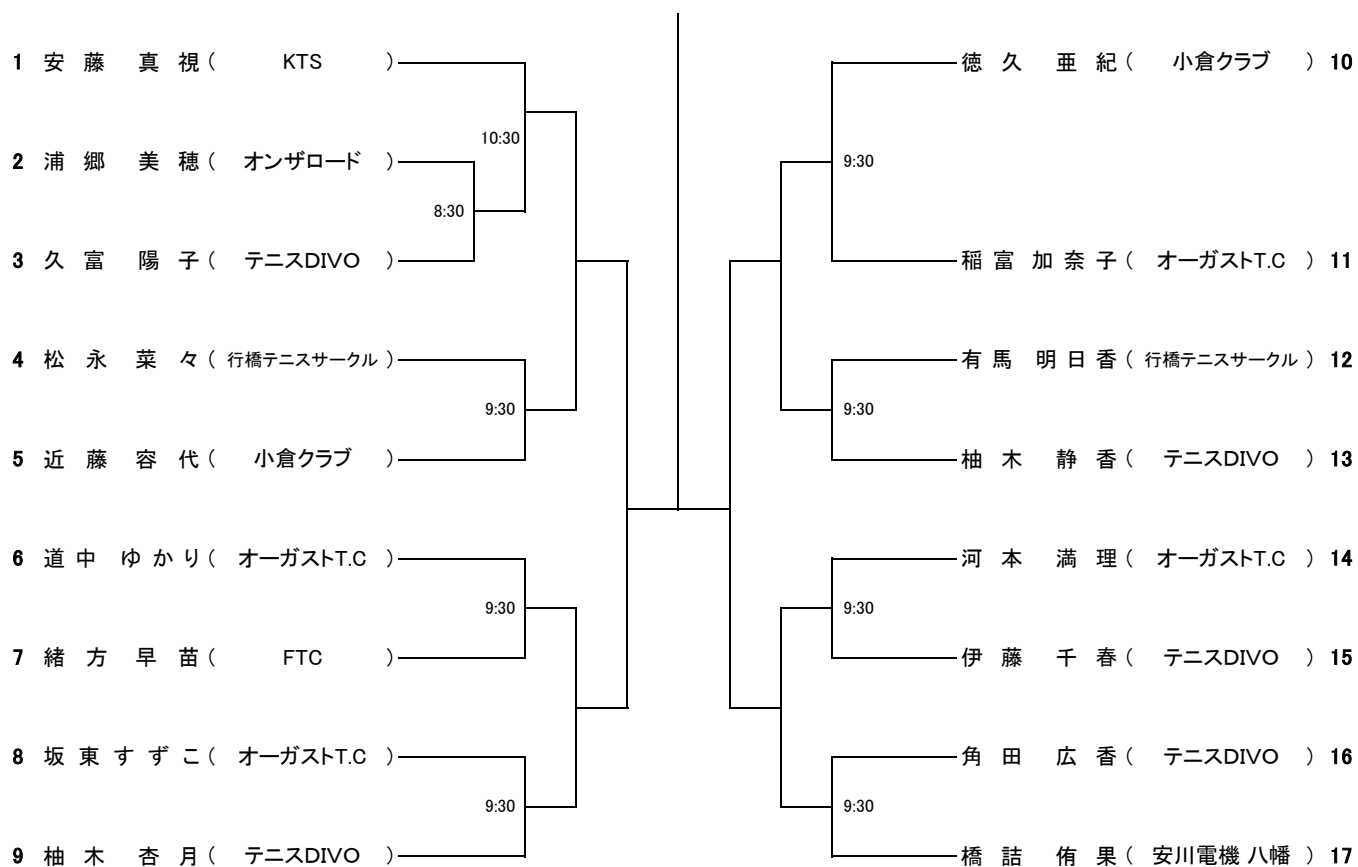 1 安藤 真視 ( KTS )
10:30
2 浦郷 美穂 ( オンザロード )
8:30
3 久富 陽子 ( テニスDIVO )
4 松永 菜々 ( 行橋テニスサークル )
9:30
5 近藤 容代 ( 小倉クラブ )
6 道中 ゆかり ( オーガストT.C )
9:30
7 緒方 早苗 ( FTC )
8 坂東 すずこ ( オーガストT.C )
9:30
9 柚木 杏月 ( テニスDIVO )
徳久 亜紀 ( 小倉クラブ ) 10
9:30
稲富 加奈子 ( オーガストT.C ) 11
有馬 明日香 ( 行橋テニスサークル ) 12
9:30
柚木 静香 ( テニスDIVO ) 13
河本 満理 ( オーガストT.C ) 14
9:30
伊藤 千春 ( テニスDIVO ) 15
角田 広香 ( テニスDIVO ) 16
9:30
橋詰 侑果 ( 安川電機 八幡 ) 17